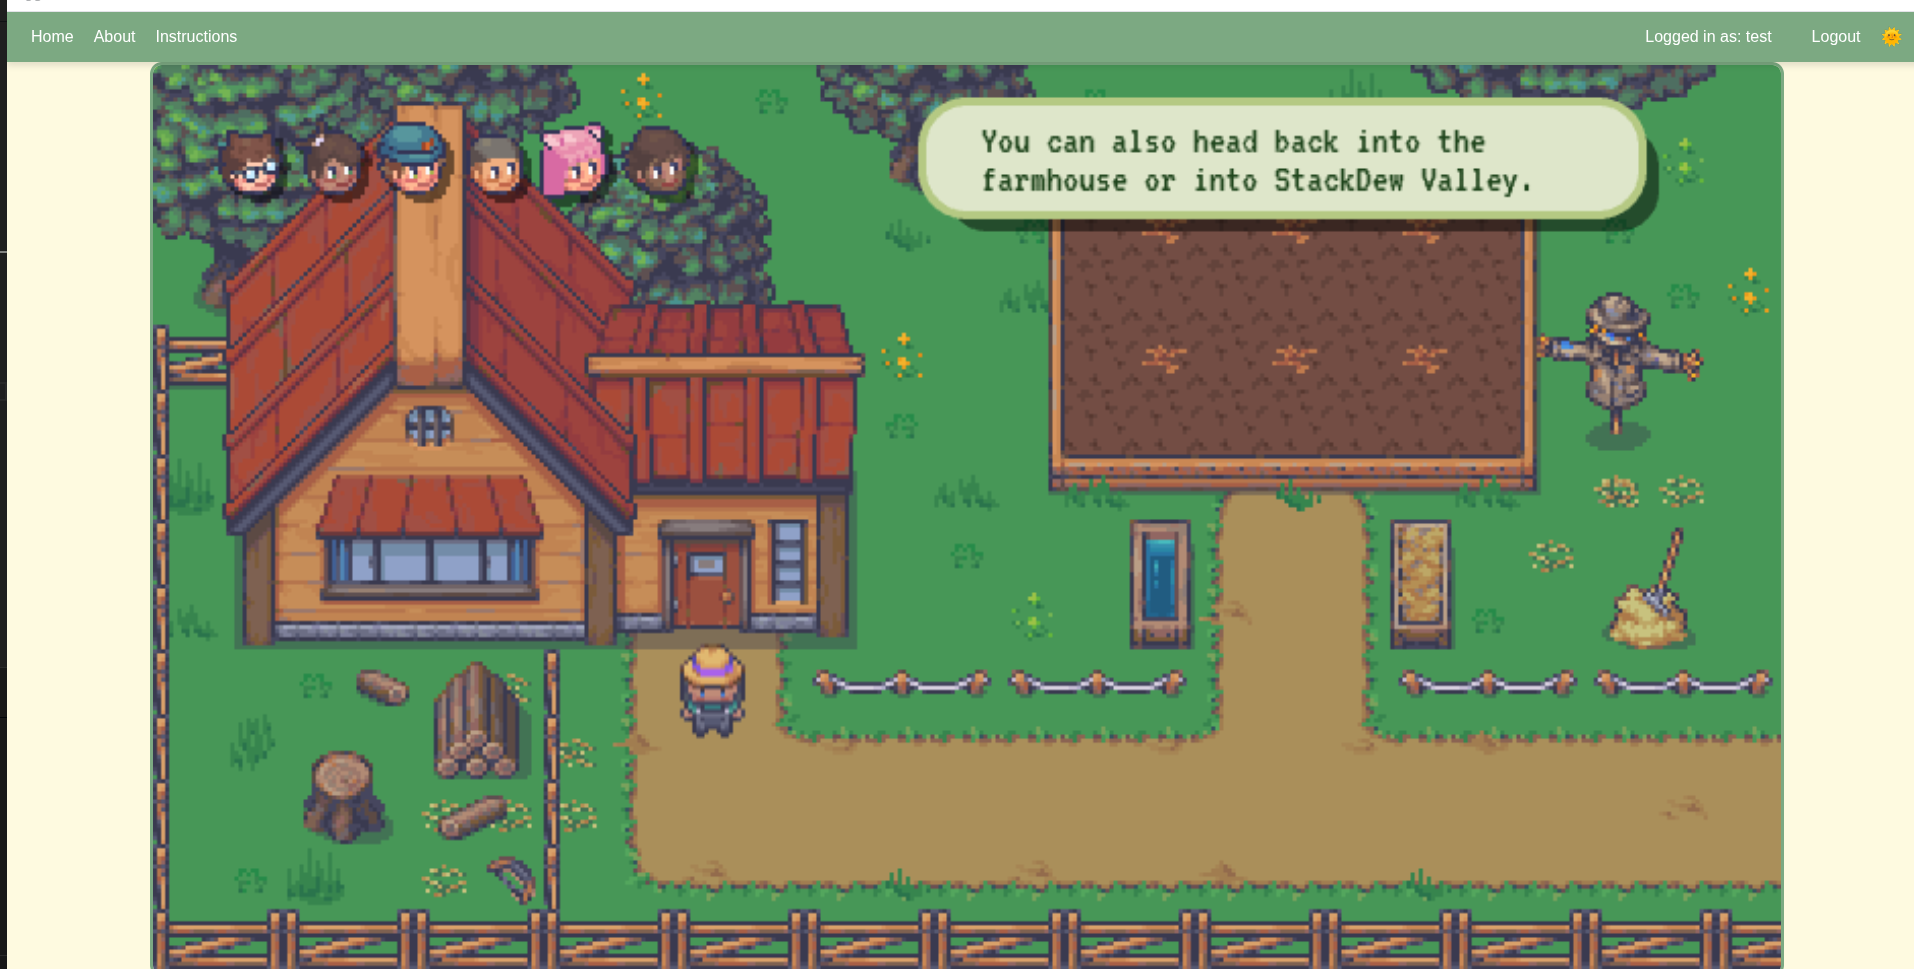 Home About Instructions Logged in as: test Logout
You can also head back into the
farmhouse or into StackDew Valley.